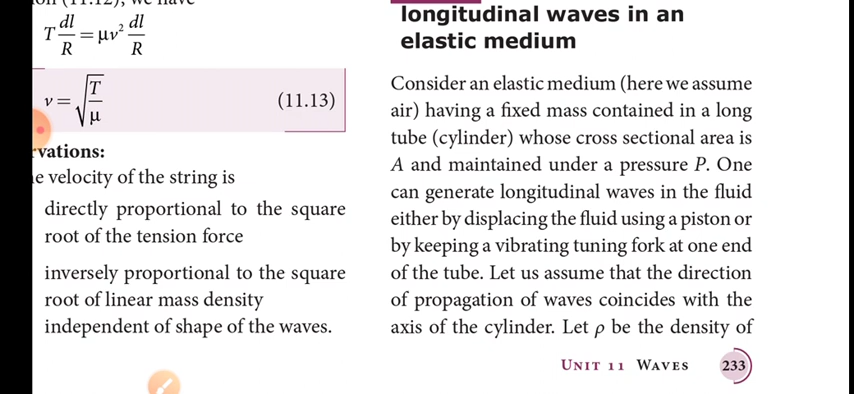 T dl/R = μv² dl/R
v = √(T/μ) (11.13)
vations:
e velocity of the string is
directly proportional to the square
root of the tension force
inversely proportional to the square
root of linear mass density
independent of shape of the waves.
longitudinal waves in an
elastic medium
Consider an elastic medium (here we assume
air) having a fixed mass contained in a long
tube (cylinder) whose cross sectional area is
A and maintained under a pressure P. One
can generate longitudinal waves in the fluid
either by displacing the fluid using a piston or
by keeping a vibrating tuning fork at one end
of the tube. Let us assume that the direction
of propagation of waves coincides with the
axis of the cylinder. Let ρ be the density of
UNIT 11 WAVES 233